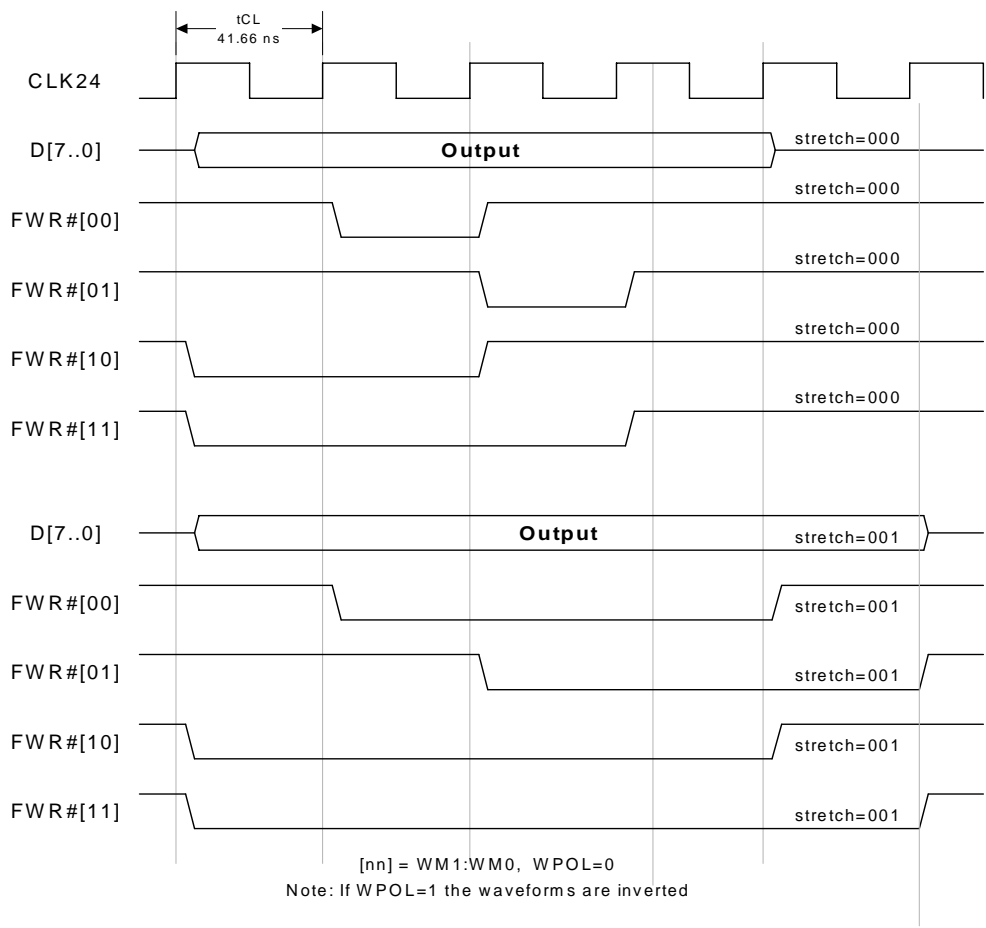 tCL
41.66 ns
CLK24
D[7..0]
Output
stretch=000
FWR#[00]
stretch=000
FWR#[01]
stretch=000
FWR#[10]
stretch=000
FWR#[11]
stretch=000
D[7..0]
Output
stretch=001
FWR#[00]
stretch=001
FWR#[01]
stretch=001
FWR#[10]
stretch=001
FWR#[11]
stretch=001
[nn] = WM1:WM0, WPOL=0
Note: If WPOL=1 the waveforms are inverted